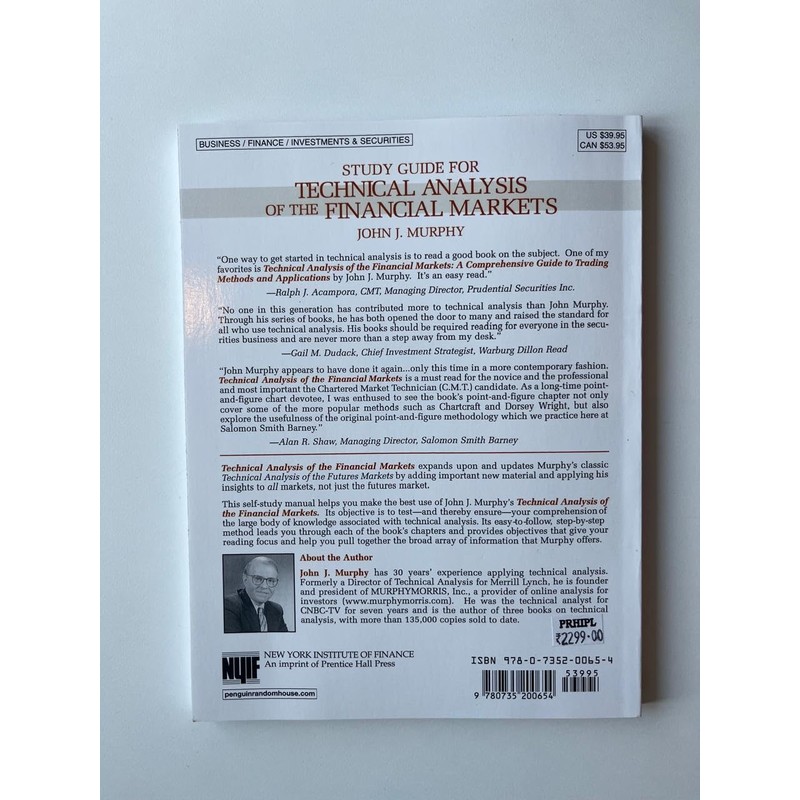 BUSINESS / FINANCE / INVESTMENTS & SECURITIES
US $39.95
CAN $53.95
STUDY GUIDE FOR
TECHNICAL ANALYSIS
OF THE FINANCIAL MARKETS
JOHN J. MURPHY
“One way to get started in technical analysis is to read a good book on the subject. One of my
favorites is Technical Analysis of the Financial Markets: A Comprehensive Guide to Trading
Methods and Applications by John J. Murphy. It’s an easy read.”
—Ralph J. Acampora, CMT, Managing Director, Prudential Securities Inc.
“No one in this generation has contributed more to technical analysis than John Murphy.
Through his series of books, he has both opened the door to many and raised the standard for
all who use technical analysis. His books should be required reading for everyone in the secu-
rities business and are never more than a step away from my desk.”
—Gail M. Dudack, Chief Investment Strategist, Warburg Dillon Read
“John Murphy appears to have done it again...only this time in a more contemporary fashion.
Technical Analysis of the Financial Markets is a must read for the novice and the professional
and most important the Chartered Market Technician (C.M.T.) candidate. As a long-time point-
and-figure chart devotee, I was enthused to see the book’s point-and-figure chapter not only
cover some of the more popular methods such as Chartcraft and Dorsey Wright, but also
explore the usefulness of the original point-and-figure methodology which we practice here at
Salomon Smith Barney.”
—Alan R. Shaw, Managing Director, Salomon Smith Barney
Technical Analysis of the Financial Markets expands upon and updates Murphy’s classic
Technical Analysis of the Futures Markets by adding important new material and applying his
insights to all markets, not just the futures market.
This self-study manual helps you make the best use of John J. Murphy’s Technical Analysis of
the Financial Markets. Its objective is to test—and thereby ensure—your comprehension of
the large body of knowledge associated with technical analysis. Its easy-to-follow, step-by-step
method leads you through each of the book’s chapters and provides objectives that give your
reading focus and help you pull together the broad array of information that Murphy offers.
About the Author
John J. Murphy has 30 years’ experience applying technical analysis.
Formerly a Director of Technical Analysis for Merrill Lynch, he is founder
and president of MURPHYMORRIS, Inc., a provider of online analysis for
investors (www.murphymorris.com). He was the technical analyst for
CNBC-TV for seven years and is the author of three books on technical
analysis, with more than 135,000 copies sold to date.
PRHIPL
₹2299.00
NYIF
NEW YORK INSTITUTE OF FINANCE
An imprint of Prentice Hall Press
penguinrandomhouse.com
ISBN 978-0-7352-0065-4
53995
9 780735 200654